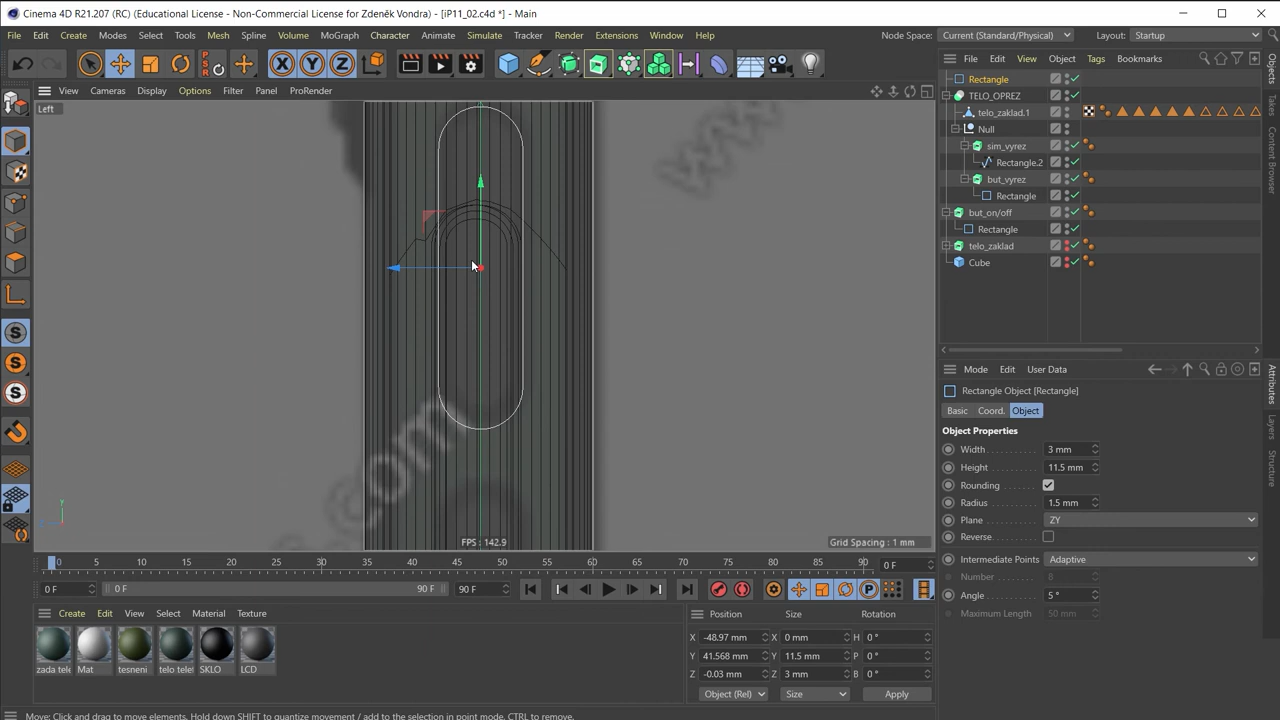 Cinema 4D R21.207 (RC) (Educational License - Non-Commercial License for Zdeněk Vondra) - [iP11_02.c4d *] - Main
File Edit Create Modes Select Tools Mesh Spline Volume MoGraph Character Animate Simulate Tracker Render Extensions Window Help Node Space: Current (Standard/Physical) Layout: Startup
X Y Z
File Edit View Object Tags Bookmarks
View Cameras Display Options Filter Panel ProRender
Left
Rectangle
TELO_OPREZ
telo_zaklad.1
Null
sim_vyrez
Rectangle.2
but_vyrez
Rectangle
but_on/off
Rectangle
telo_zaklad
Cube
Objects
Takes
Content Browser
www
com
Mode Edit User Data
Rectangle Object [Rectangle]
Basic Coord. Object
Object Properties
Width 3 mm
Height 11.5 mm
Rounding
Radius 1.5 mm
Plane ZY
Reverse
Intermediate Points Adaptive
Number 8
Angle 5 °
Maximum Length 50 mm
Attributes
Layers
Structure
Y
FPS : 142.9
Grid Spacing : 1 mm
0 5 10 15 20 25 30 35 40 45 50 55 60 65 70 75 80 85 90 0 F
0 F 0 F 90 F 90 F
Create Edit View Select Material Texture
zada tele Mat tesneni telo tele SKLO LCD
Position Size Rotation
X -48.97 mm X 0 mm H 0 °
Y 41.568 mm Y 11.5 mm P 0 °
Z -0.03 mm Z 3 mm B 0 °
Object (Rel) Size Apply
Move: Click and drag to move elements. Hold down SHIFT to quantize movement / add to the selection in point mode, CTRL to remove.